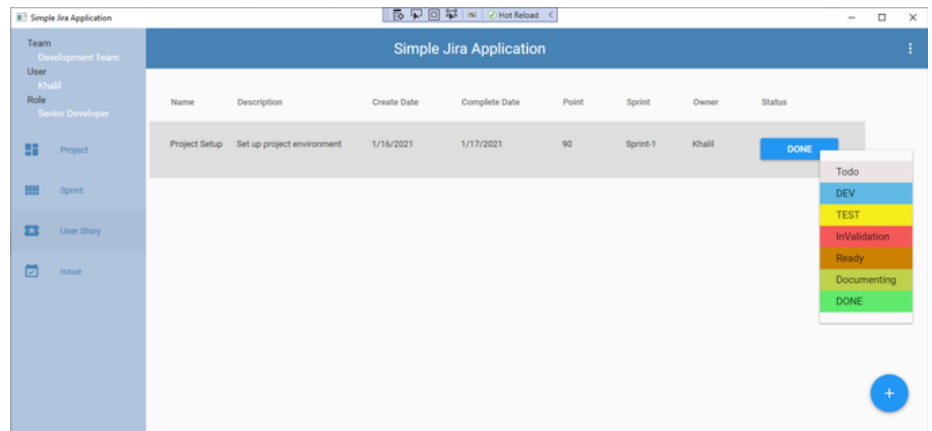 Simple Jira Application
Hot Reload
Team
Development Team
User
Khalil
Role
Senior Developer
Project
Sprint
User Story
Issue
Simple Jira Application
Name Description Create Date Complete Date Point Sprint Owner Status
Project Setup Set up project environment 1/16/2021 1/17/2021 90 Sprint-1 Khalil DONE
Todo
DEV
TEST
InValidation
Ready
Documenting
DONE